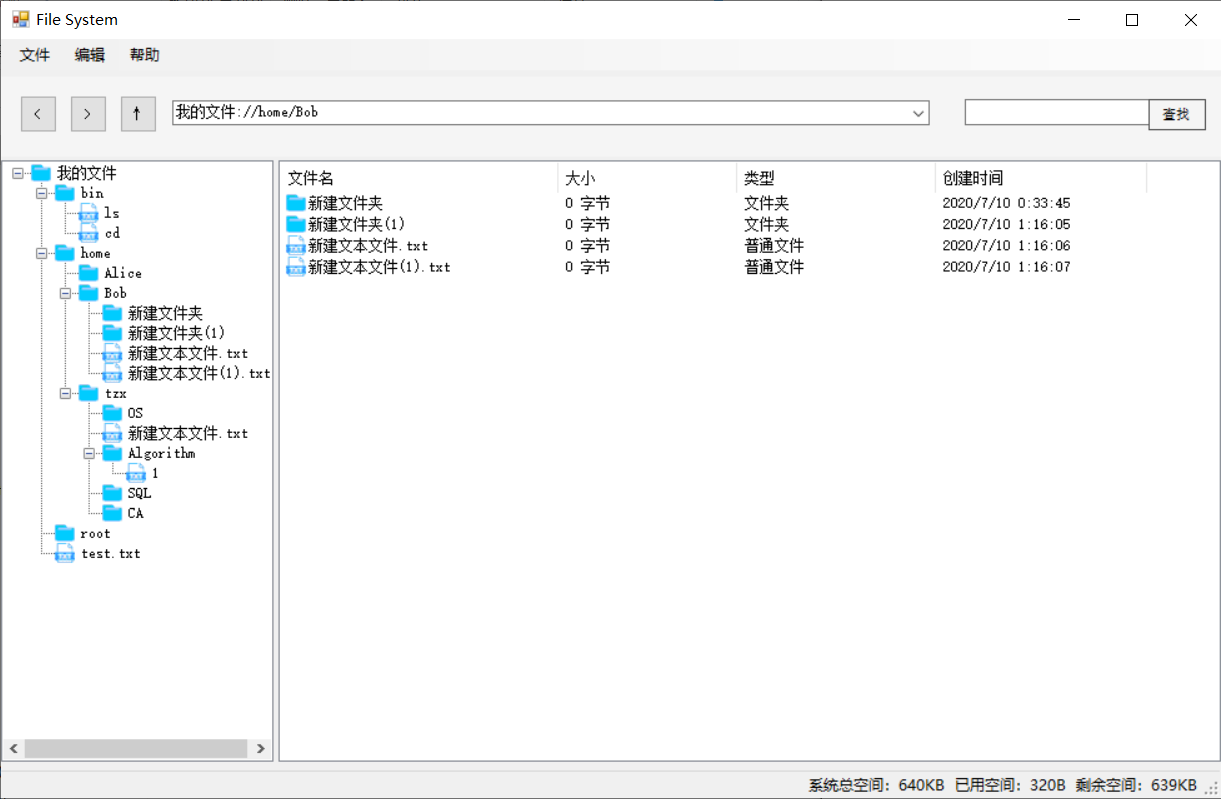 File System
文件 编辑 帮助
< > ↑ 我的文件://home/Bob 查找
我的文件
bin
ls
cd
home
Alice
Bob
新建文件夹
新建文件夹(1)
新建文本文件.txt
新建文本文件(1).txt
tzx
OS
新建文本文件.txt
Algorithm
1
SQL
CA
root
test.txt
文件名 大小 类型 创建时间
新建文件夹 0 字节 文件夹 2020/7/10 0:33:45
新建文件夹(1) 0 字节 文件夹 2020/7/10 1:16:05
新建文本文件.txt 0 字节 普通文件 2020/7/10 1:16:06
新建文本文件(1).txt 0 字节 普通文件 2020/7/10 1:16:07
系统总空间: 640KB 已用空间: 320B 剩余空间: 639KB